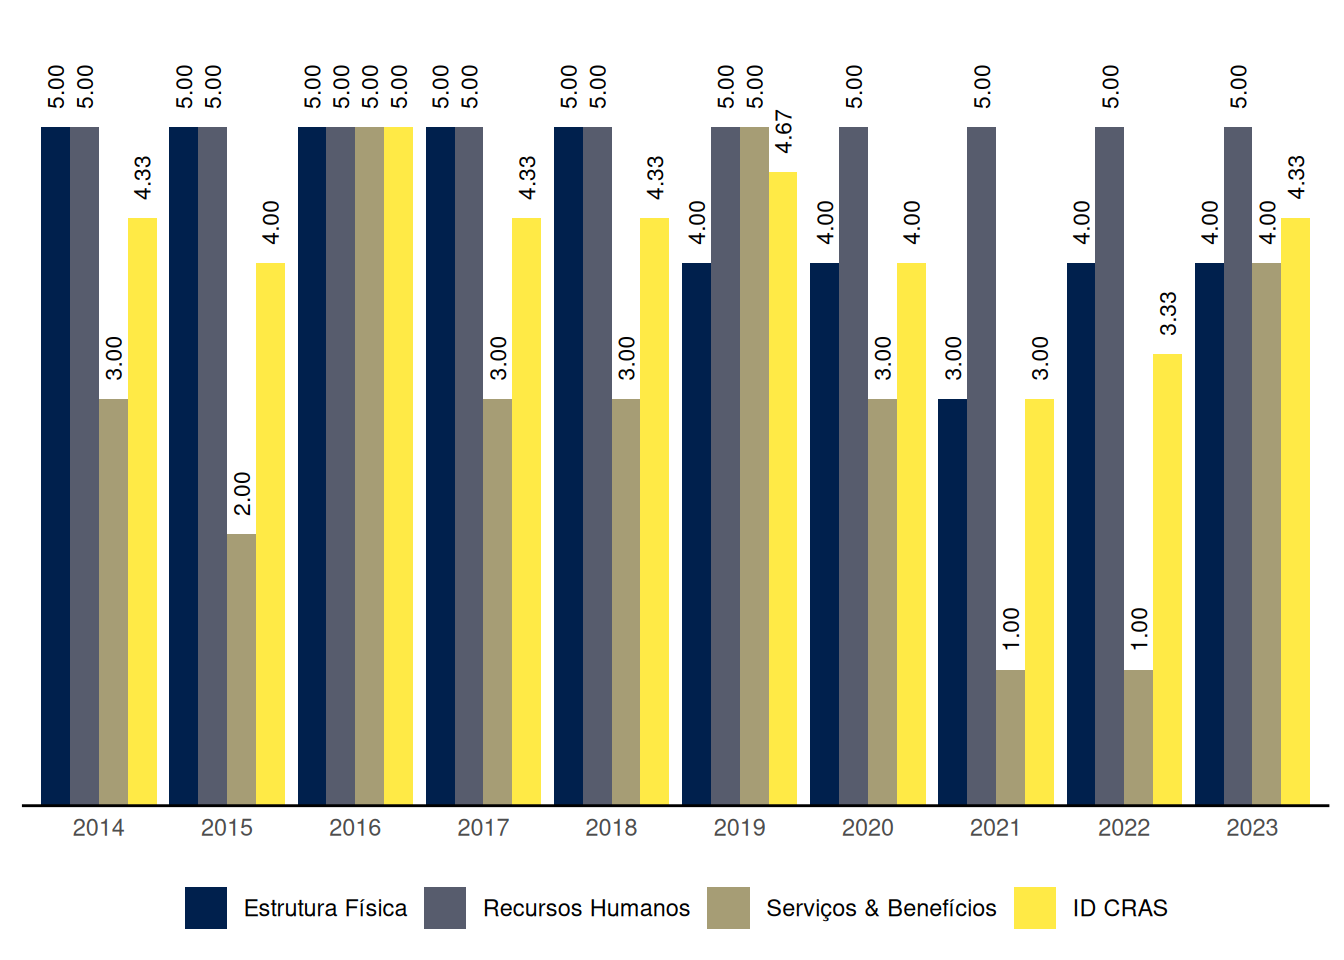 5.00 5.00 3.00 4.33
5.00 5.00 2.00 4.00
5.00 5.00 5.00 5.00
5.00 5.00 3.00 4.33
5.00 5.00 3.00 4.33
4.00 5.00 5.00 4.67
4.00 5.00 3.00 4.00
3.00 5.00 1.00 3.00
4.00 5.00 1.00 3.33
4.00 5.00 4.00 4.33
2014 2015 2016 2017 2018 2019 2020 2021 2022 2023
Estrutura Física Recursos Humanos Serviços & Benefícios ID CRAS